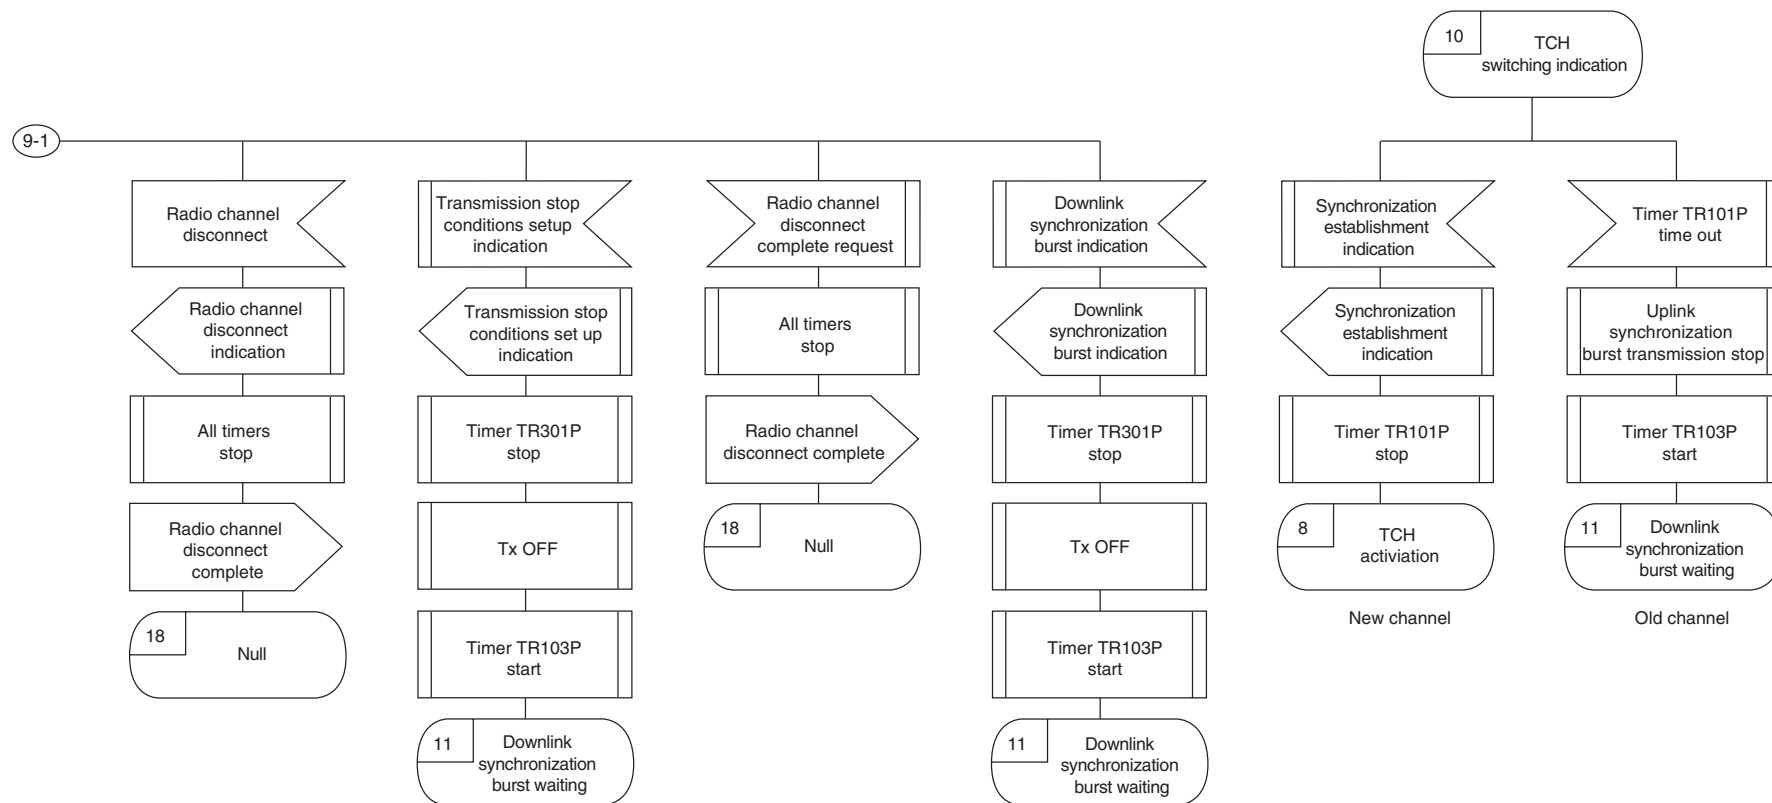 10
TCH
switching indication
9-1
Radio channel
disconnect
Radio channel
disconnect
indication
All timers
stop
Radio channel
disconnect
complete
18
Null
Transmission stop
conditions setup
indication
Transmission stop
conditions set up
indication
Timer TR301P
stop
Tx OFF
Timer TR103P
start
11
Downlink
synchronization
burst waiting
Radio channel
disconnect
complete request
All timers
stop
Radio channel
disconnect complete
18
Null
Downlink
synchronization
burst indication
Downlink
synchronization
burst indication
Timer TR301P
stop
Tx OFF
Timer TR103P
start
11
Downlink
synchronization
burst waiting
Synchronization
establishment
indication
Synchronization
establishment
indication
Timer TR101P
stop
8
TCH
activiation
New channel
Timer TR101P
time out
Uplink
synchronization
burst transmission stop
Timer TR103P
start
11
Downlink
synchronization
burst waiting
Old channel